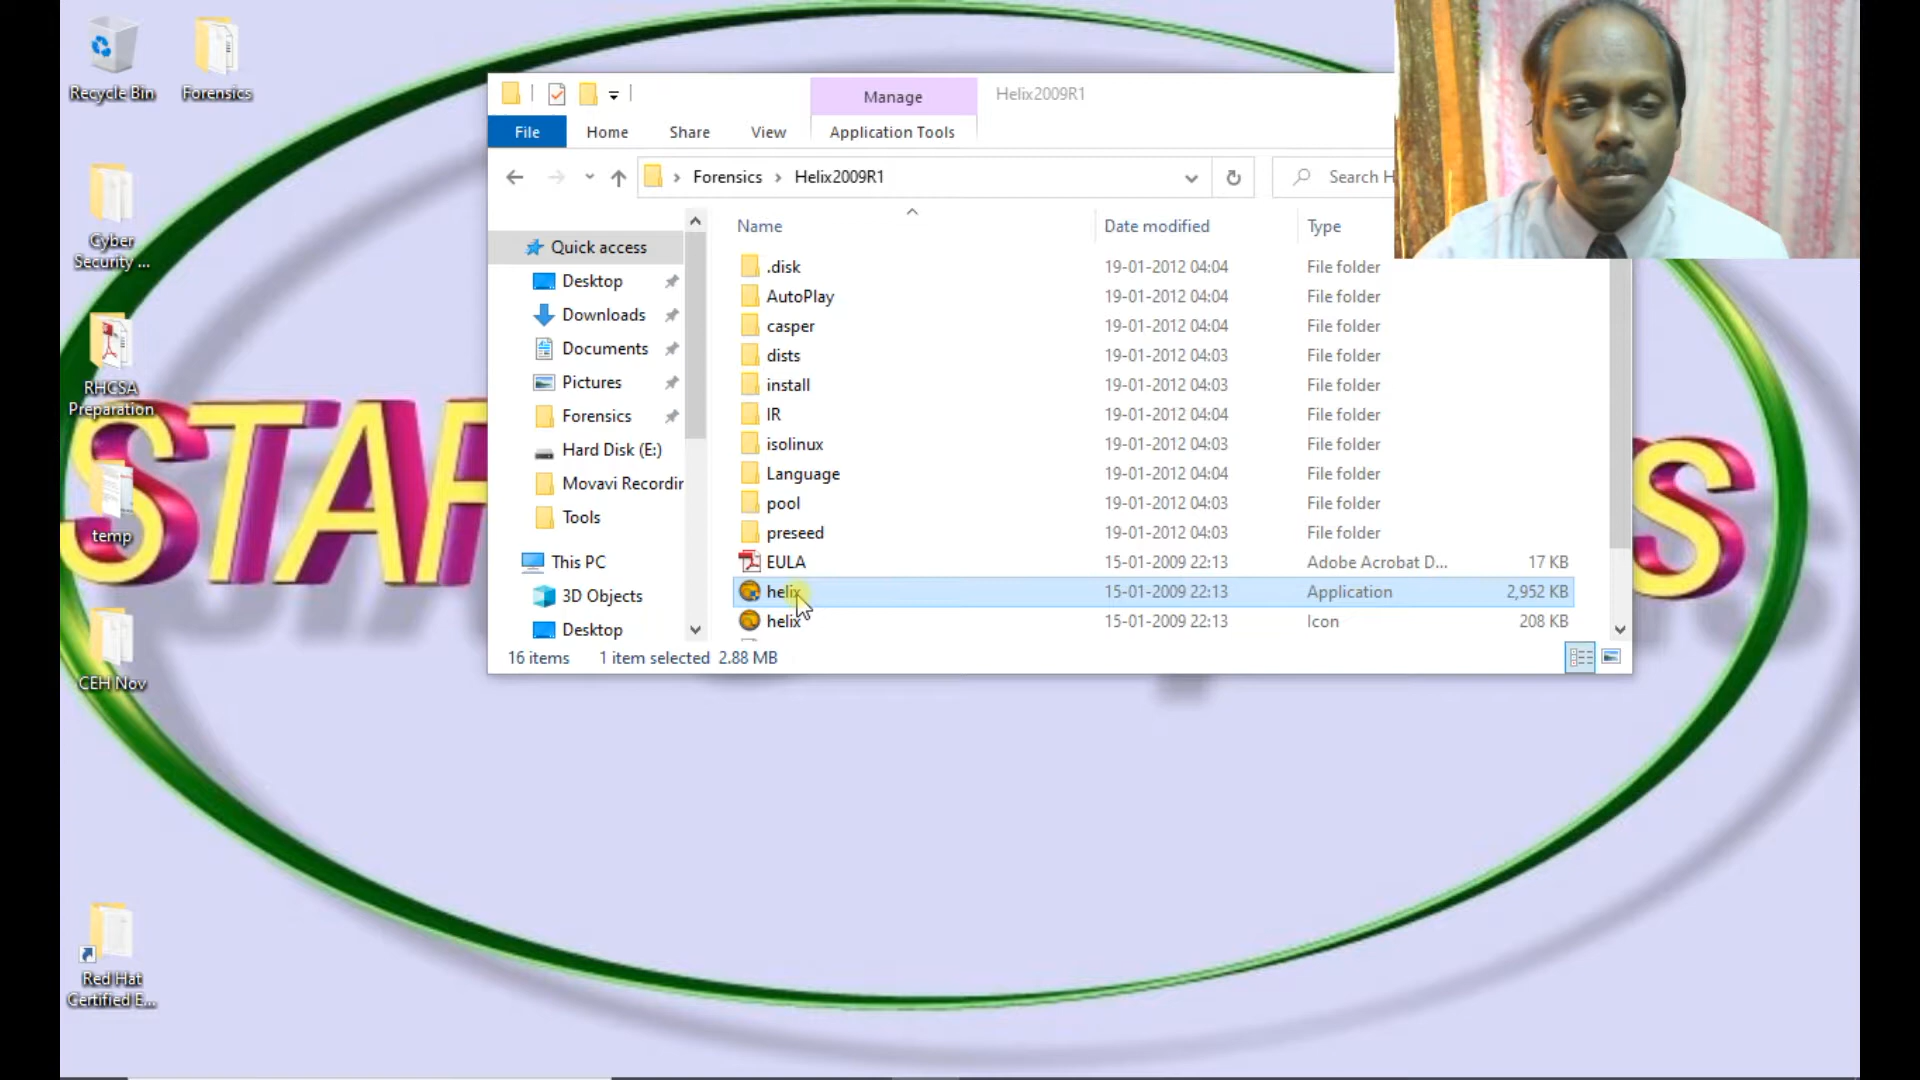 Recycle Bin
Forensics
Cyber
Security ...
RHCSA
Preparation
temp
CEH Nov
Red Hat
Certified E...
STAR
S
Manage
Helix2009R1
File
Home
Share
View
Application Tools
Forensics
Helix2009R1
Search H
Name
Date modified
Type
Quick access
Desktop
Downloads
Documents
Pictures
Forensics
Hard Disk (E:)
Movavi Recordir
Tools
This PC
3D Objects
Desktop
.disk 19-01-2012 04:04 File folder
AutoPlay 19-01-2012 04:04 File folder
casper 19-01-2012 04:04 File folder
dists 19-01-2012 04:03 File folder
install 19-01-2012 04:03 File folder
IR 19-01-2012 04:04 File folder
isolinux 19-01-2012 04:03 File folder
Language 19-01-2012 04:04 File folder
pool 19-01-2012 04:03 File folder
preseed 19-01-2012 04:03 File folder
EULA 15-01-2009 22:13 Adobe Acrobat D... 17 KB
helix 15-01-2009 22:13 Application 2,952 KB
helix 15-01-2009 22:13 Icon 208 KB
16 items 1 item selected 2.88 MB